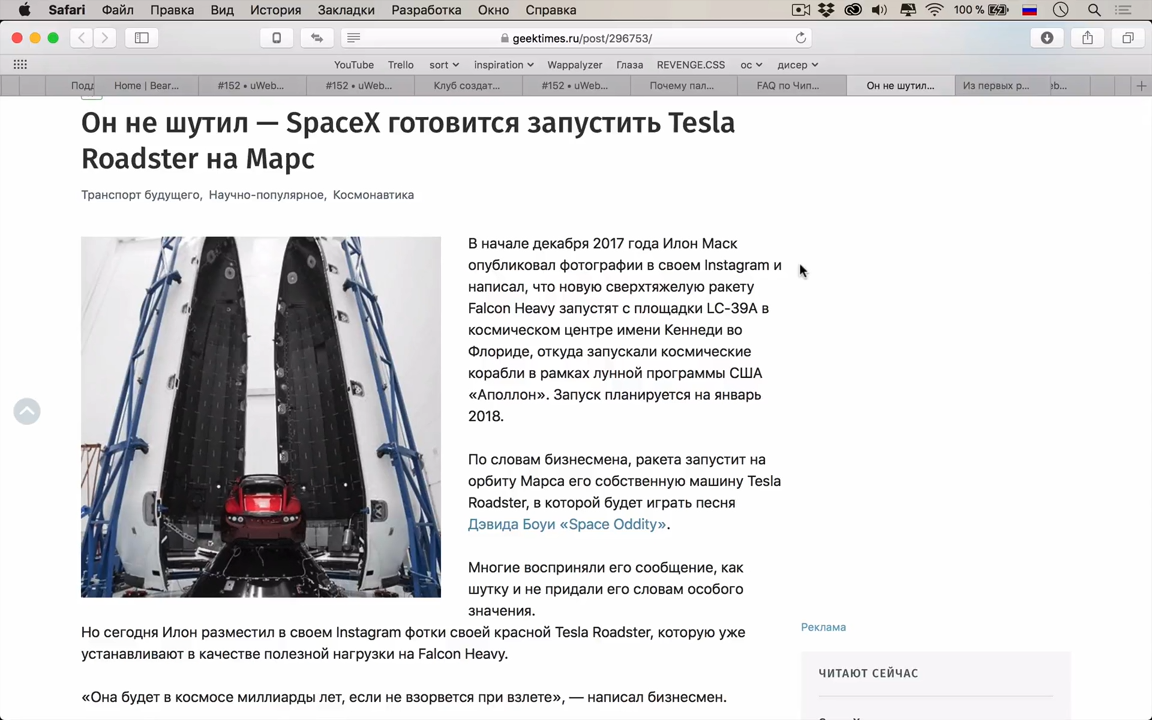 Safari Файл Правка Вид История Закладки Разработка Окно Справка 100 %
geektimes.ru/post/296753/
YouTube Trello sort inspiration Wappalyzer Глаза REVENGE.CSS ос дисер
Подд Home | Bear... #152 • uWeb... #152 • uWeb... Клуб создат... #152 • uWeb... Почему пал... FAQ по Чип... Он не шутил... Из первых р... eb...
Он не шутил — SpaceX готовится запустить Tesla
Roadster на Марс
Транспорт будущего, Научно-популярное, Космонавтика
В начале декабря 2017 года Илон Маск
опубликовал фотографии в своем Instagram и
написал, что новую сверхтяжелую ракету
Falcon Heavy запустят с площадки LC-39A в
космическом центре имени Кеннеди во
Флориде, откуда запускали космические
корабли в рамках лунной программы США
«Аполлон». Запуск планируется на январь
2018.
По словам бизнесмена, ракета запустит на
орбиту Марса его собственную машину Tesla
Roadster, в которой будет играть песня
Дэвида Боуи «Space Oddity».
Многие восприняли его сообщение, как
шутку и не придали его словам особого
значения.
Но сегодня Илон разместил в своем Instagram фотки своей красной Tesla Roadster, которую уже
устанавливают в качестве полезной нагрузки на Falcon Heavy.
«Она будет в космосе миллиарды лет, если не взорвется при взлете», — написал бизнесмен.
Реклама
ЧИТАЮТ СЕЙЧАС